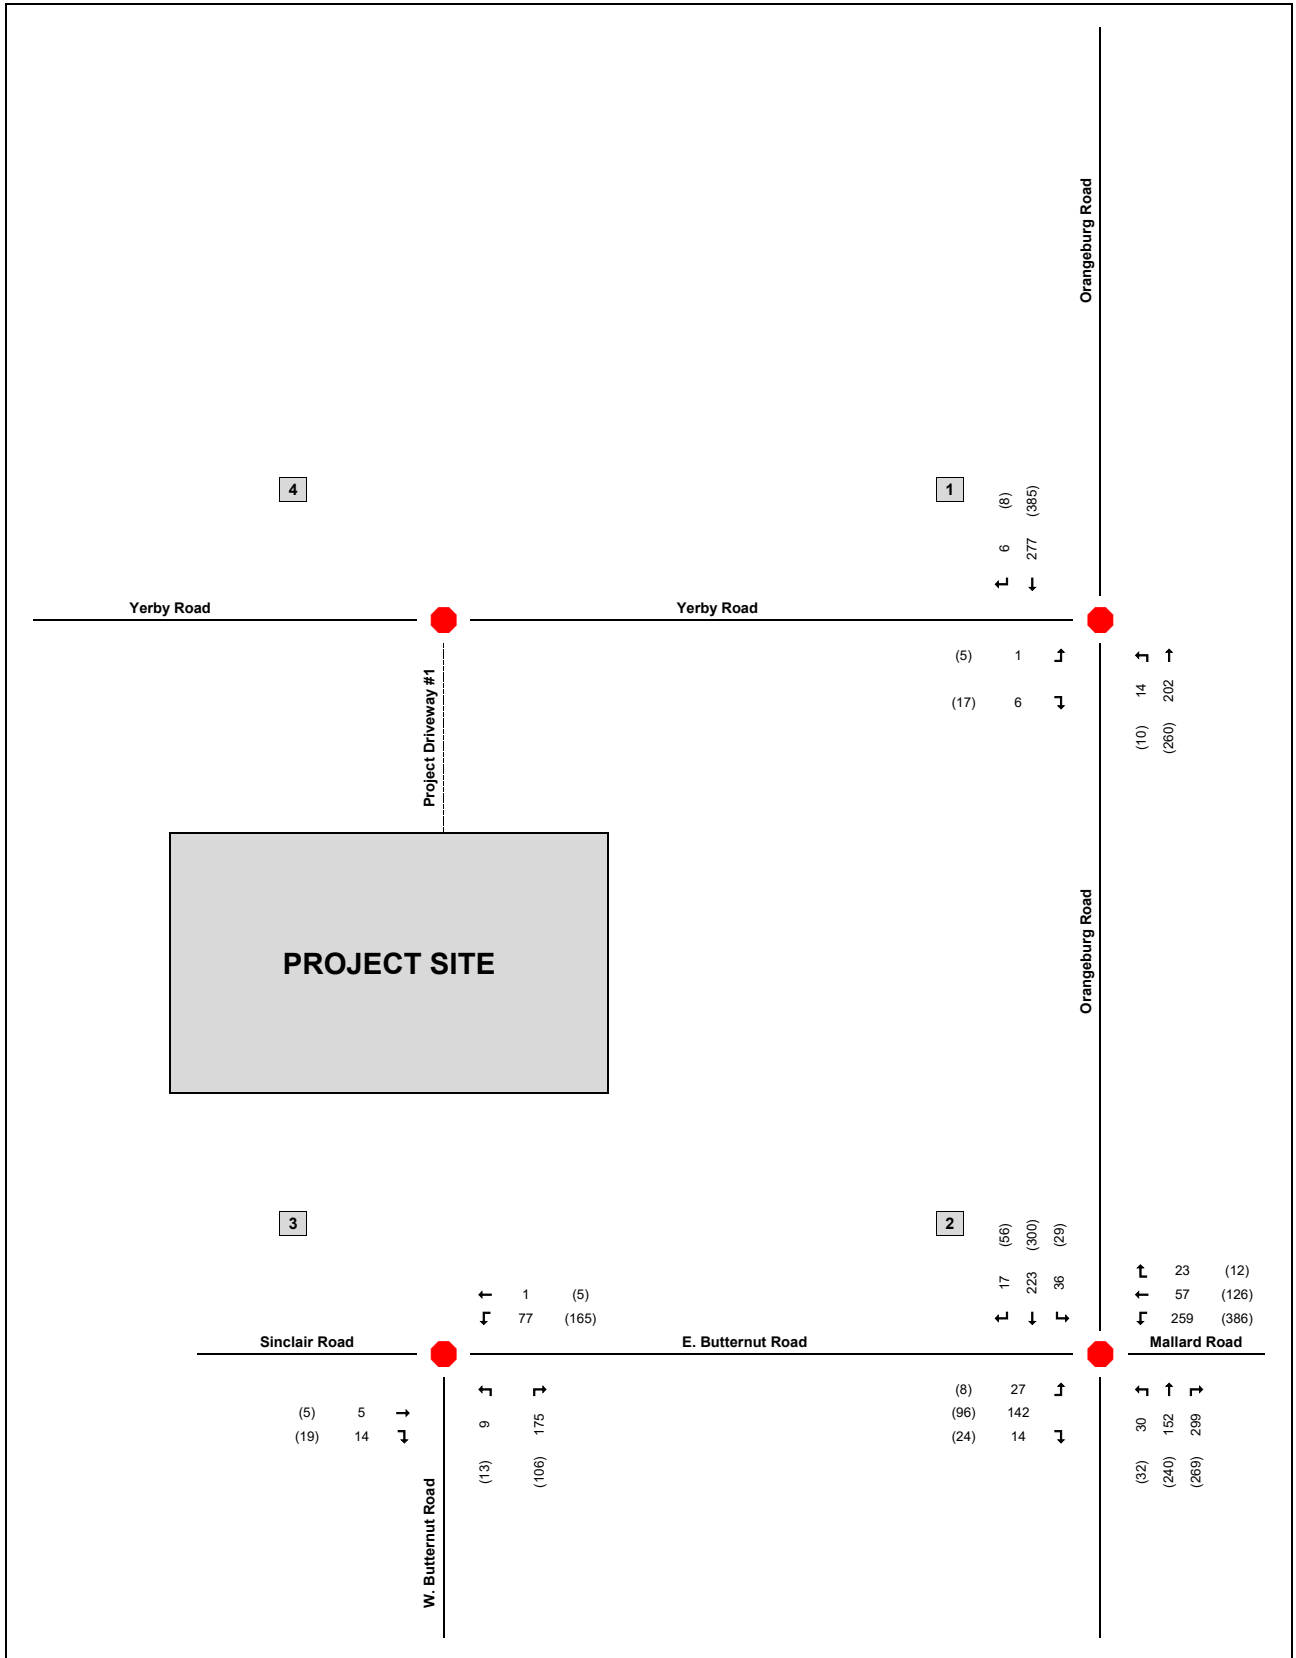 Orangeburg Road
4
1
(8) (385)
6 277
Yerby Road
Yerby Road
(5) 1
(17) 6
14 202
(10) (260)
Project Driveway #1
PROJECT SITE
Orangeburg Road
3
2
(56) (300) (29)
17 223 36
1 (5)
77 (165)
23 (12)
57 (126)
259 (386)
Sinclair Road
E. Butternut Road
Mallard Road
(5) 5
(19) 14
9 175
(13) (106)
(8) 27
(96) 142
(24) 14
30 152 299
(32) (240) (269)
W. Butternut Road